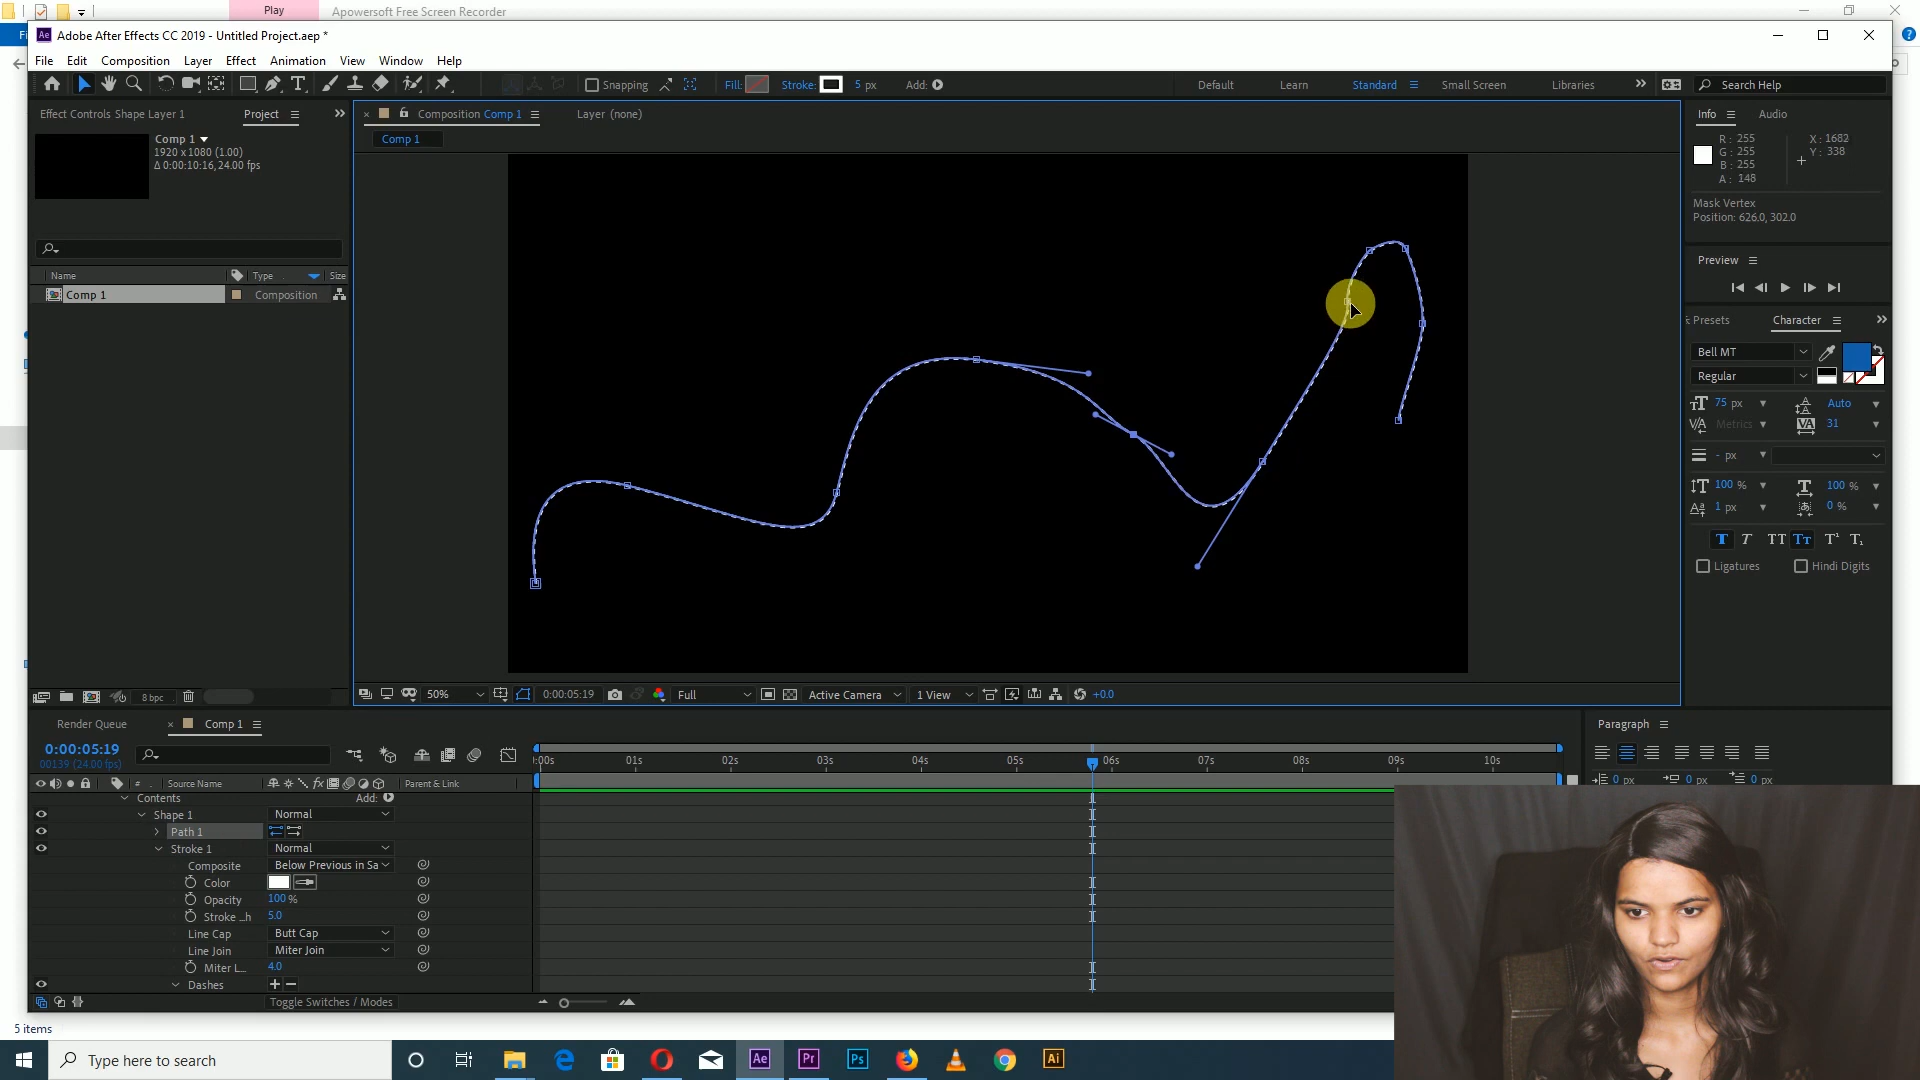 Play
Apowersoft Free Screen Recorder
Fi
Ae Adobe After Effects CC 2019 - Untitled Project.aep *
File Edit Composition Layer Effect Animation View Window Help
Snapping Fill: Stroke: 5 px Add: Default Learn Standard Small Screen Libraries Search Help
Effect Controls Shape Layer 1 Project
Composition Comp 1 Layer (none)
Info Audio
Comp 1
Comp 1
1920 x 1080 (1.00)
Δ 0:00:10:16, 24.00 fps
R: 255
G: 255
B: 255
A: 148
X: 1682
Y: 338
Mask Vertex
Position: 626.0, 302.0
Preview
Name Type Size
Comp 1 Composition
Presets Character
Bell MT
Regular
75 px Auto
Metrics 31
- px
100 % 100 %
1 px 0 %
T T TT Tt T¹ T₁
Ligatures Hindi Digits
8 bpc
50% 0:00:05:19 Full Active Camera 1 View +0.0
Render Queue Comp 1
Paragraph
0:00:05:19
00139 (24.00 fps)
:00s 01s 02s 03s 04s 05s 06s 07s 08s 09s 10s
0 px 0 px 0 px
# Source Name Parent & Link
Contents Add:
Shape 1 Normal
Path 1
Stroke 1 Normal
Composite Below Previous in Sa
Color
Opacity 100 %
Stroke ...h 5.0
Line Cap Butt Cap
Line Join Miter Join
Miter L... 4.0
Dashes + −
Toggle Switches / Modes
5 items
Type here to search
Ae Pr Ps Ai